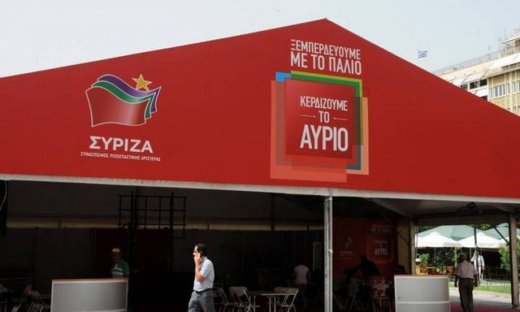 ΞΕΜΠΕΡΔΕΥΟΥΜΕ
ΜΕ ΤΟ ΠΑΛΙΟ
ΚΕΡΔΙΖΟΥΜΕ
ΤΟ
ΑΥΡΙΟ
ΣΥΡΙΖΑ
ΣΥΝΑΣΠΙΣΜΟΣ ΡΙΖΟΣΠΑΣΤΙΚΗΣ ΑΡΙΣΤΕΡΑΣ